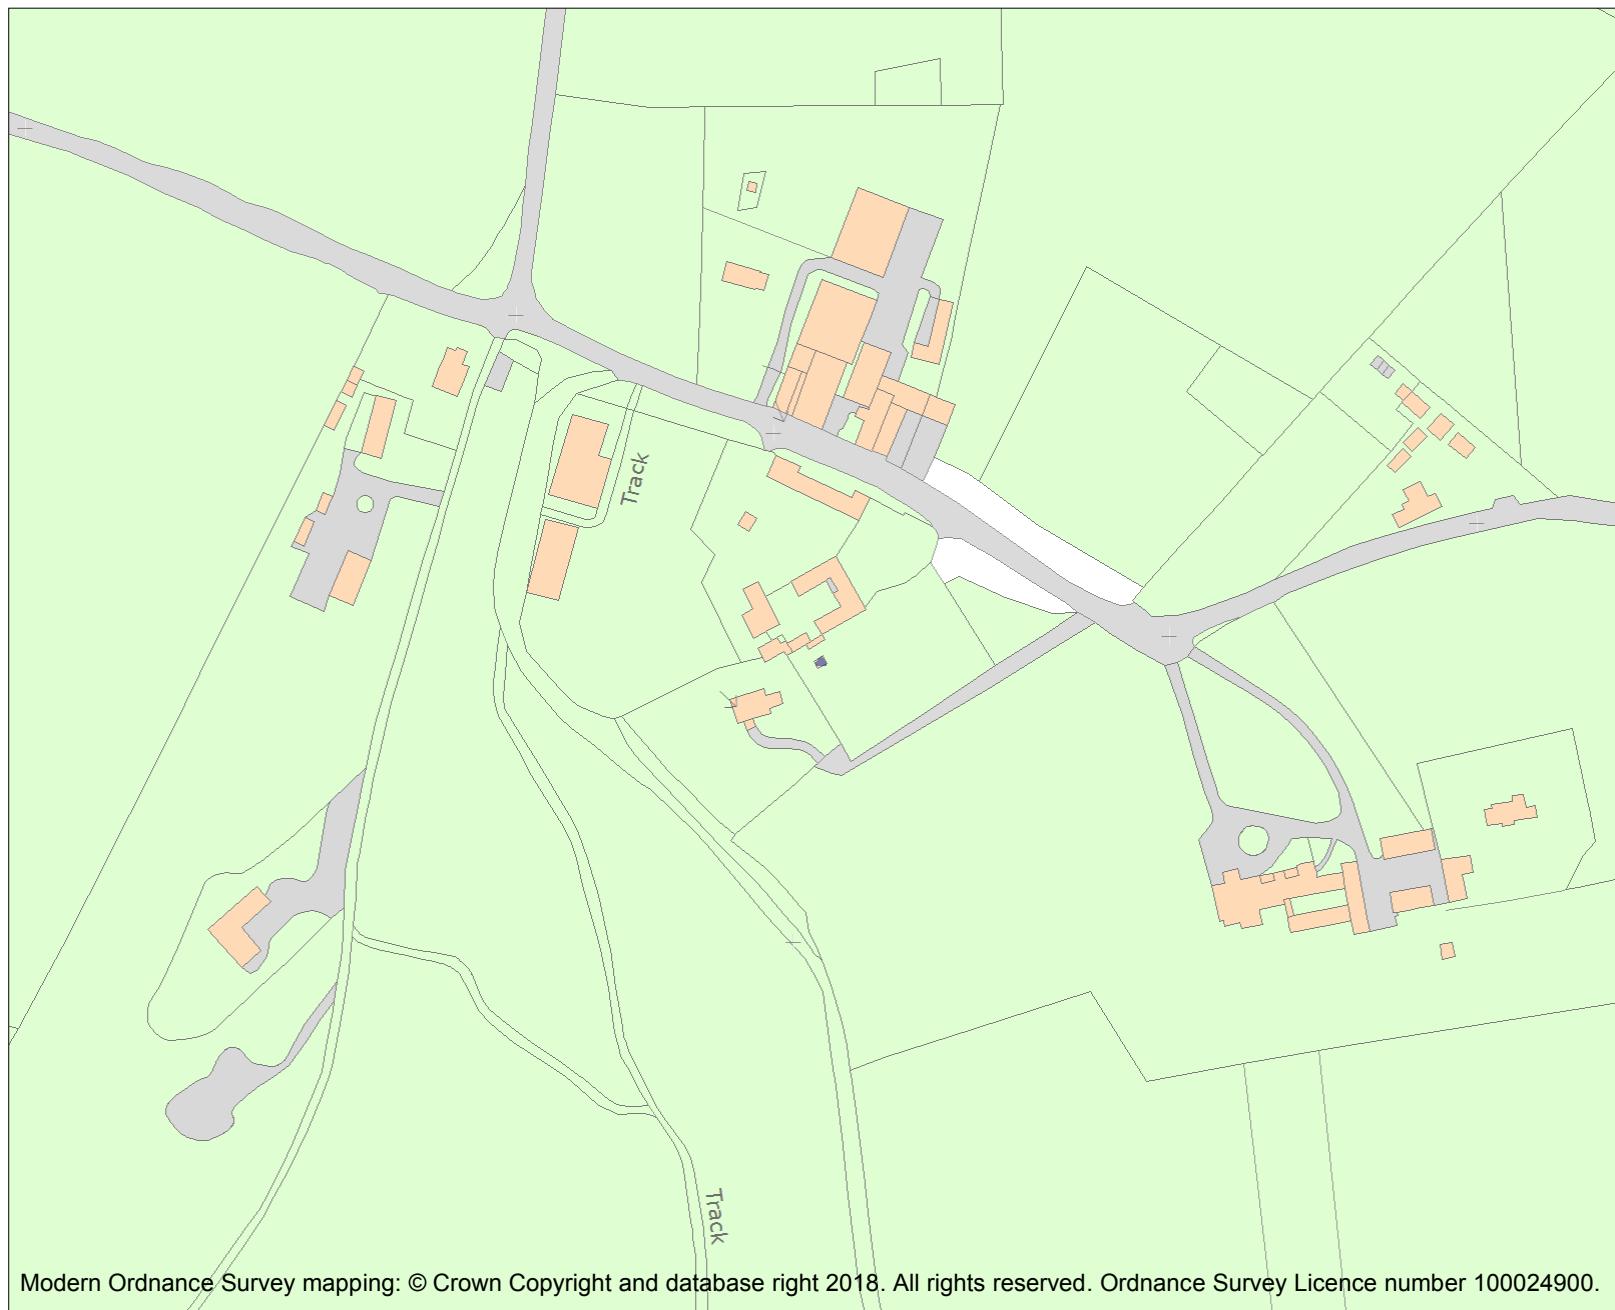 Track
Track
Modern Ordnance Survey mapping: © Crown Copyright and database right 2018. All rights reserved. Ordnance Survey Licence number 100024900.